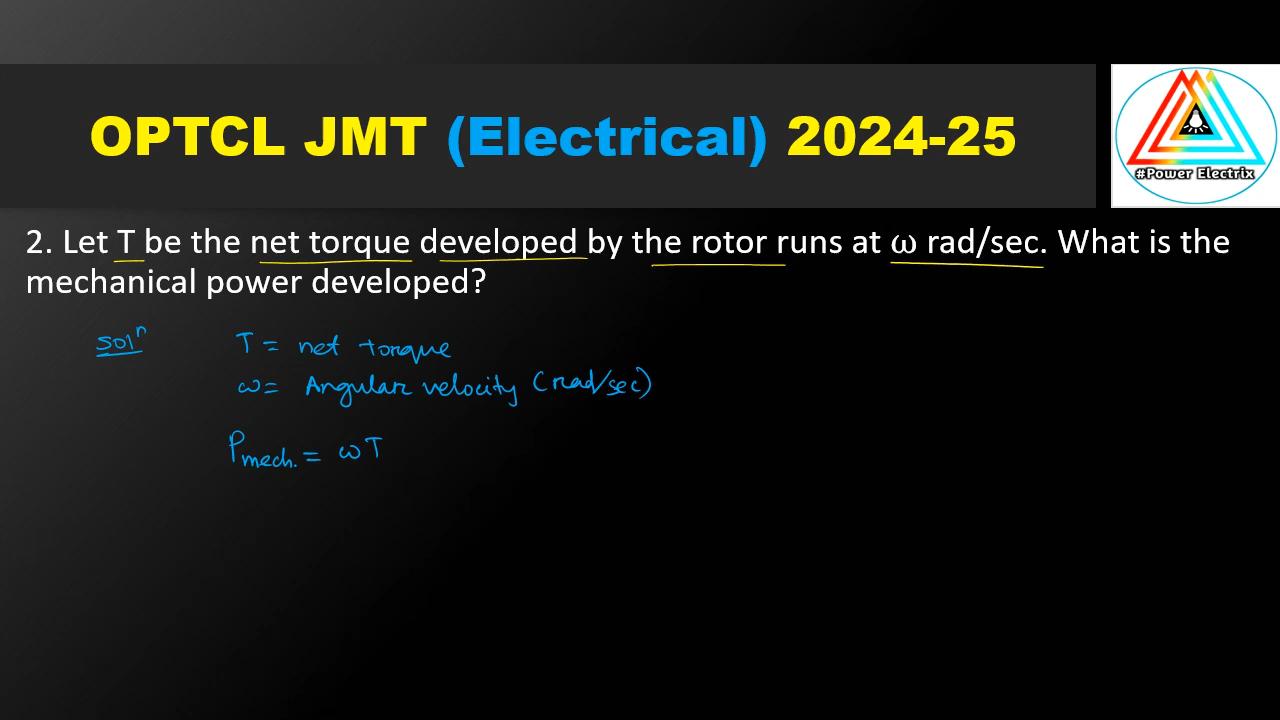 OPTCL JMT (Electrical) 2024-25
#Power Electrix
2. Let T be the net torque developed by the rotor runs at ω rad/sec. What is the
mechanical power developed?
Solⁿ
T = net torque
ω = Angular velocity (rad/sec)
Pmech. = ωT